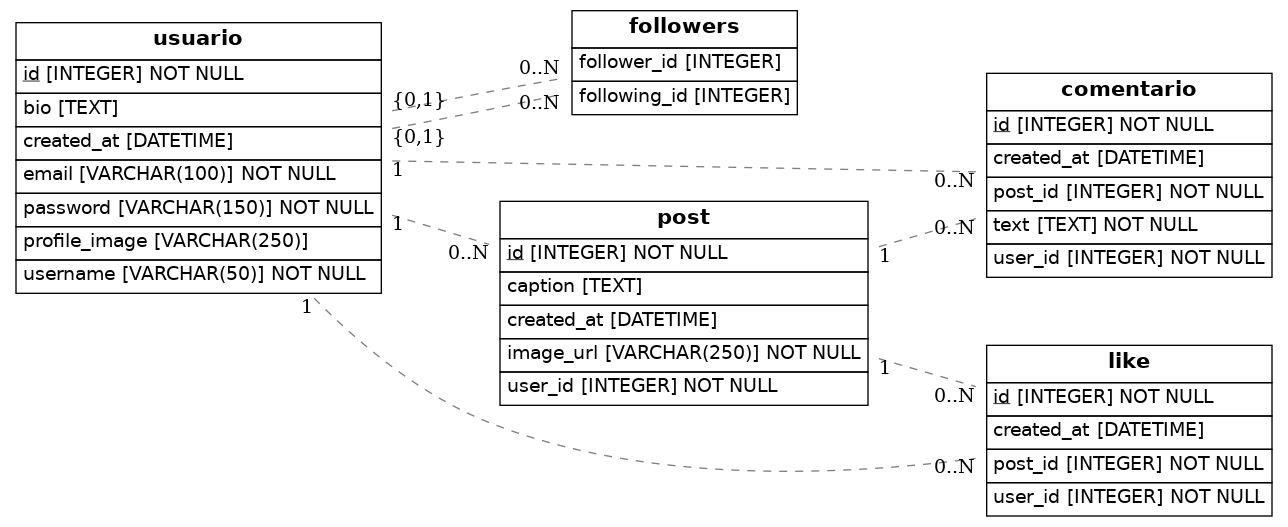 usuario
id [INTEGER] NOT NULL
bio [TEXT]
created_at [DATETIME]
email [VARCHAR(100)] NOT NULL
password [VARCHAR(150)] NOT NULL
profile_image [VARCHAR(250)]
username [VARCHAR(50)] NOT NULL
followers
follower_id [INTEGER]
following_id [INTEGER]
0..N
{0,1}
0..N
{0,1}
1
0..N
1
0..N
post
id [INTEGER] NOT NULL
caption [TEXT]
created_at [DATETIME]
image_url [VARCHAR(250)] NOT NULL
user_id [INTEGER] NOT NULL
comentario
id [INTEGER] NOT NULL
created_at [DATETIME]
post_id [INTEGER] NOT NULL
text [TEXT] NOT NULL
user_id [INTEGER] NOT NULL
0..N
1
1
0..N
1
0..N
like
id [INTEGER] NOT NULL
created_at [DATETIME]
post_id [INTEGER] NOT NULL
user_id [INTEGER] NOT NULL